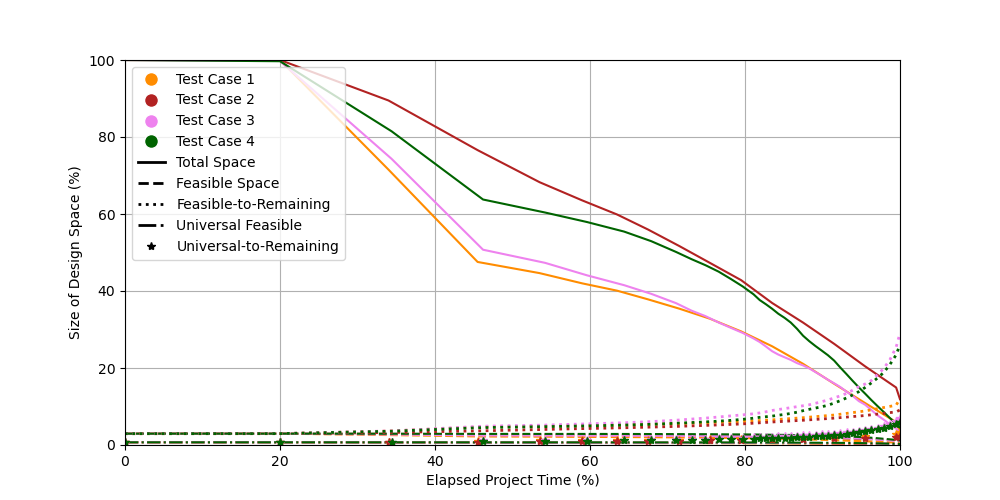 100
80
60
40
20
0
Size of Design Space (%)
Test Case 1
Test Case 2
Test Case 3
Test Case 4
Total Space
Feasible Space
Feasible-to-Remaining
Universal Feasible
Universal-to-Remaining
0 20 40 60 80 100
Elapsed Project Time (%)